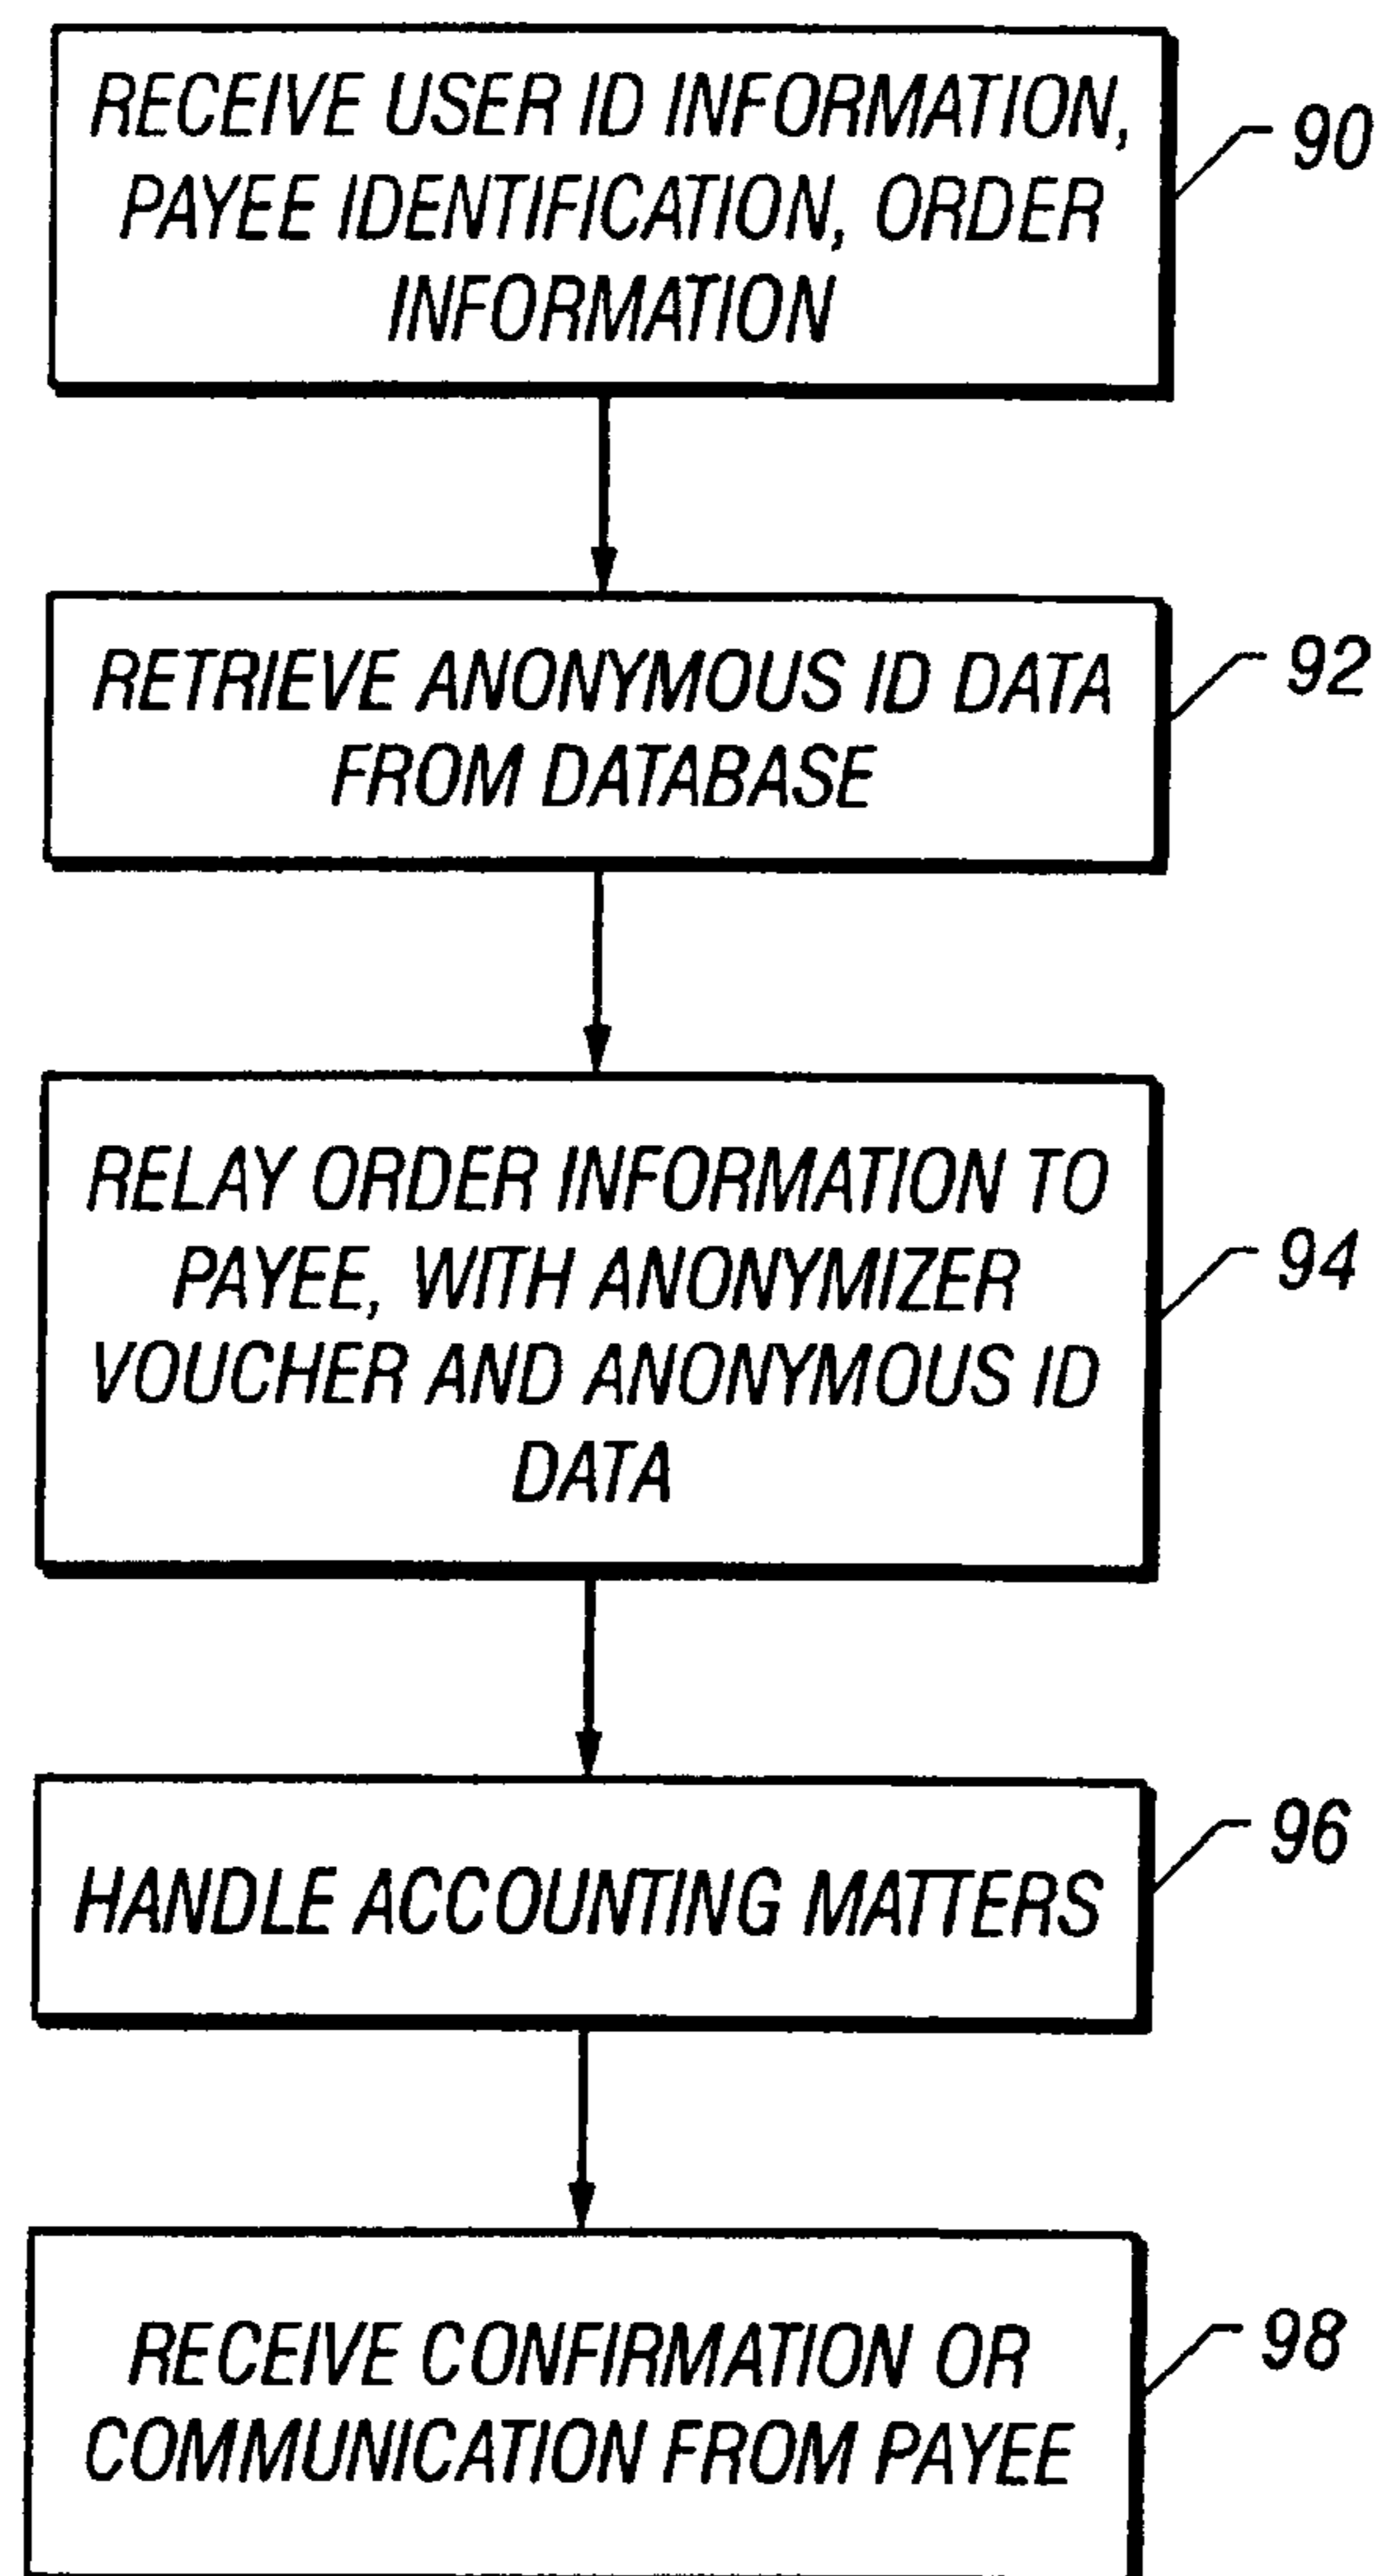 RECEIVE USER ID INFORMATION,
PAYEE IDENTIFICATION, ORDER
INFORMATION
90
RETRIEVE ANONYMOUS ID DATA
FROM DATABASE
92
RELAY ORDER INFORMATION TO
PAYEE, WITH ANONYMIZER
VOUCHER AND ANONYMOUS ID
DATA
94
HANDLE ACCOUNTING MATTERS
96
RECEIVE CONFIRMATION OR
COMMUNICATION FROM PAYEE
98